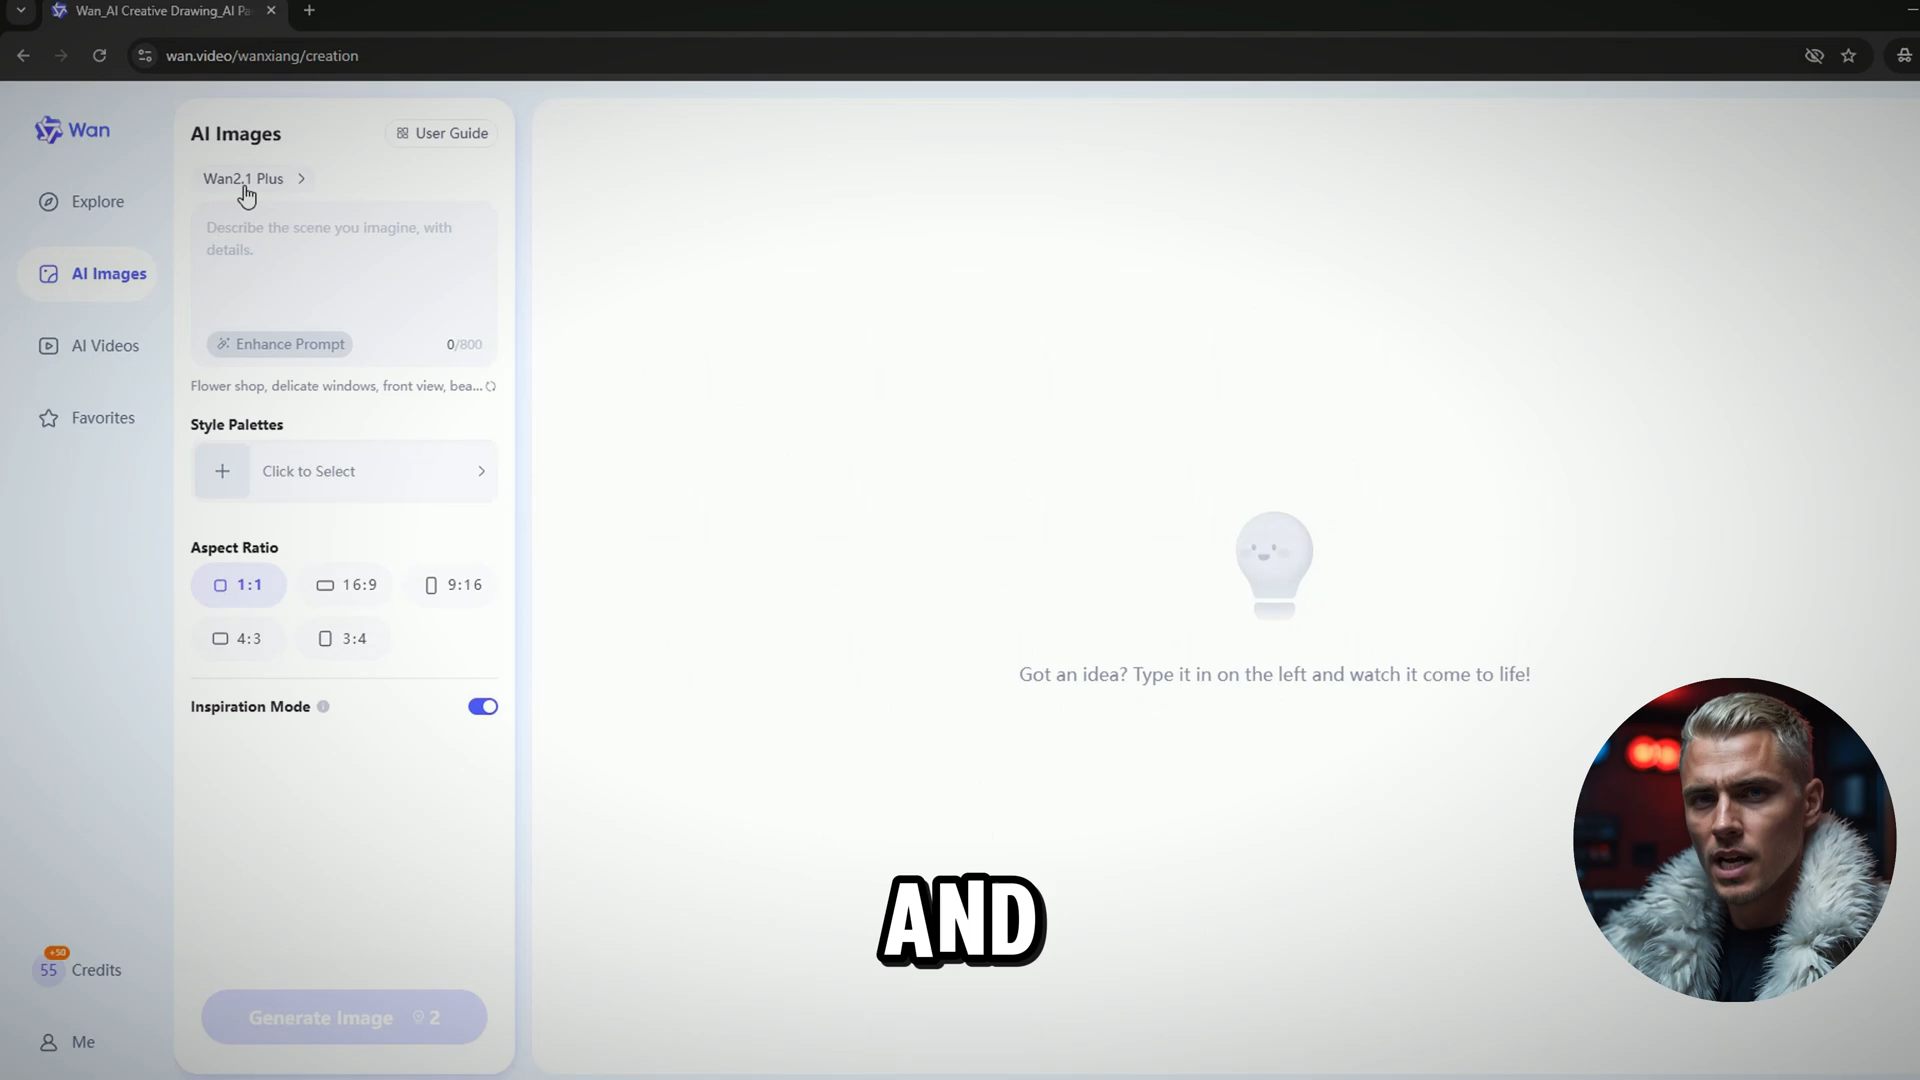 Wan_AI Creative Drawing_AI Pa
wan.video/wanxiang/creation
Wan
Explore
AI Images
AI Videos
Favorites
+50
55 Credits
Me
AI Images
User Guide
Wan2.1 Plus
Describe the scene you imagine, with
details.
Enhance Prompt
0/800
Flower shop, delicate windows, front view, bea...
Style Palettes
Click to Select
Aspect Ratio
1:1 16:9 9:16
4:3 3:4
Inspiration Mode
Generate Image 2
Got an idea? Type it in on the left and watch it come to life!
AND